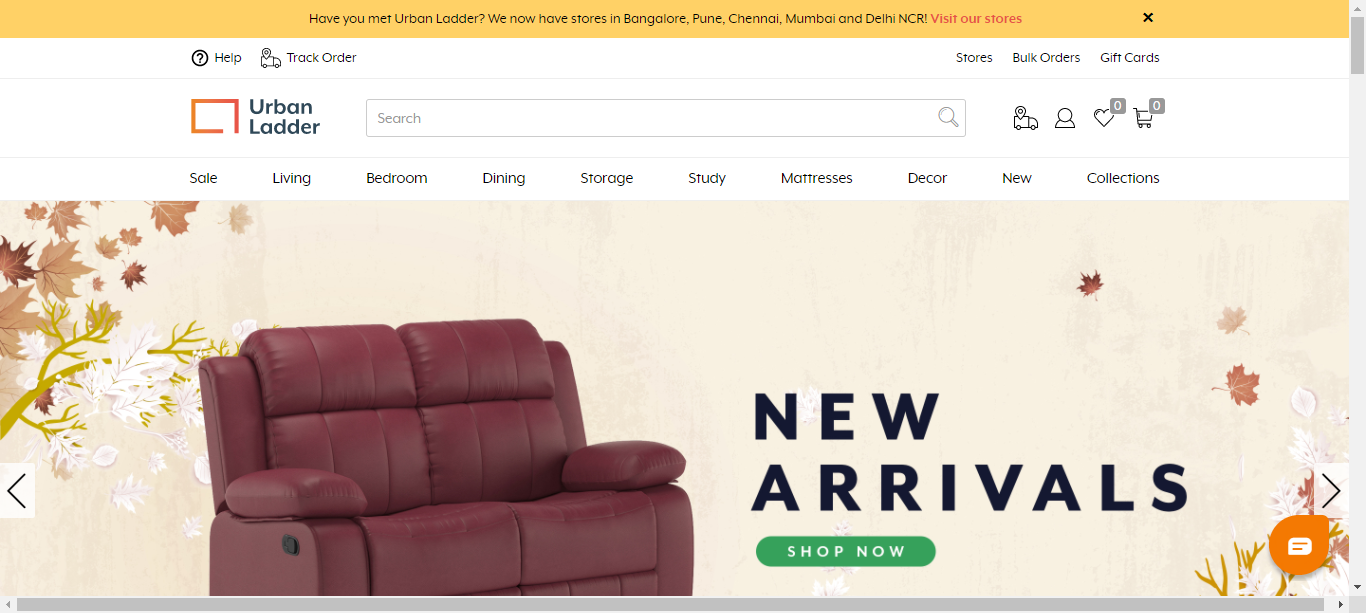 Have you met Urban Ladder? We now have stores in Bangalore, Pune, Chennai, Mumbai and Delhi NCR! Visit our stores
Help Track Order Stores Bulk Orders Gift Cards
Urban
Ladder
Search
0 0
Sale Living Bedroom Dining Storage Study Mattresses Decor New Collections
NEW
ARRIVALS
SHOP NOW